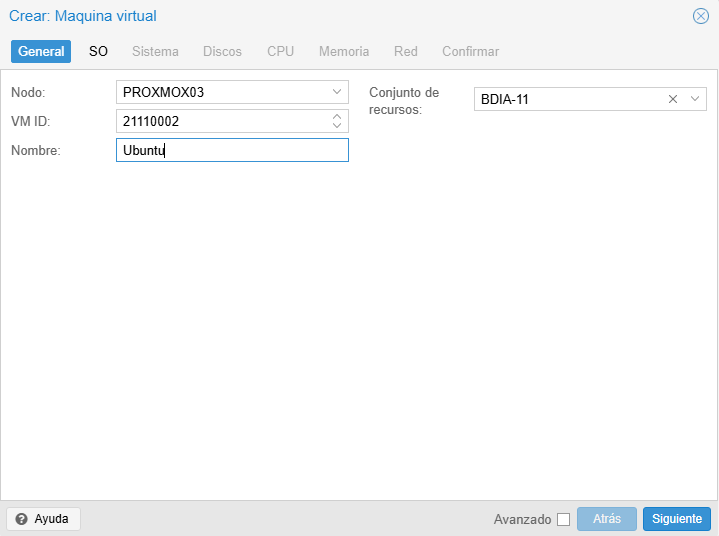 Crear: Maquina virtual
General SO Sistema Discos CPU Memoria Red Confirmar
Nodo: PROXMOX03
VM ID: 21110002
Nombre: Ubuntu
Conjunto de
recursos: BDIA-11
Ayuda Avanzado Atrás Siguiente